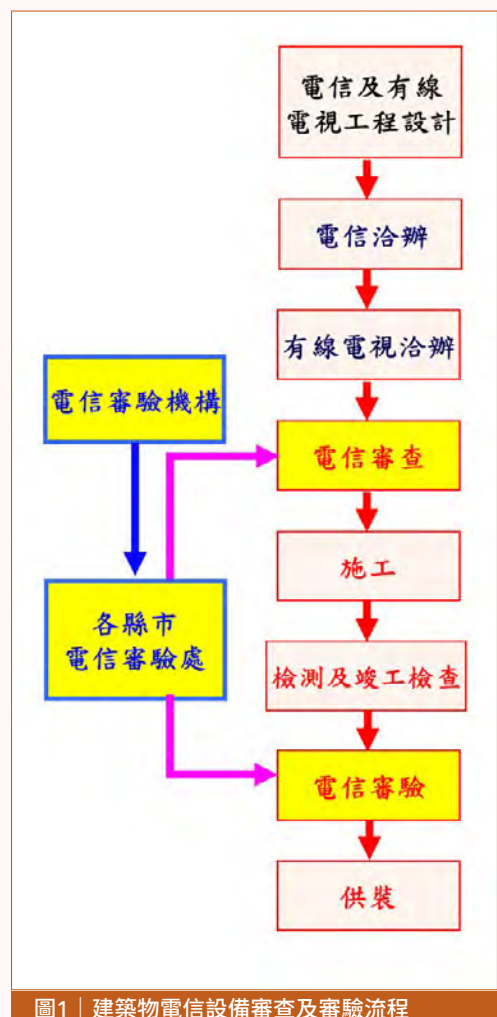 電信及有線
電視工程設計
電信洽辦
有線電視洽辦
電信審驗機構
電信審查
施工
各縣市
電信審驗處
檢測及竣工檢查
電信審驗
供裝
圖1｜建築物電信設備審查及審驗流程